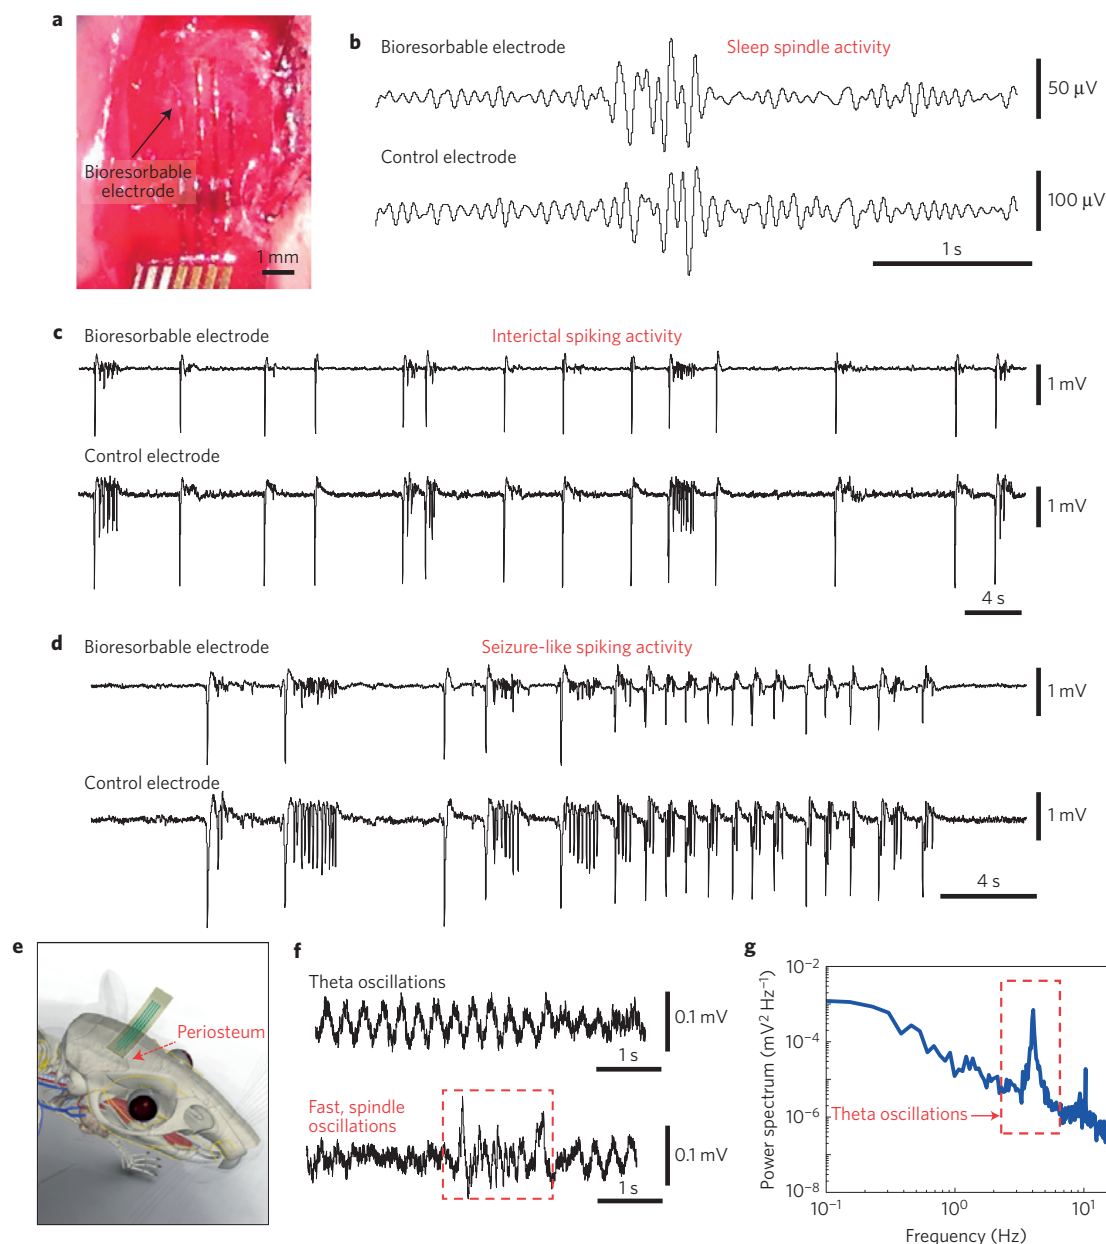 a
Bioresorbable
electrode
1 mm
b
Bioresorbable electrode
Sleep spindle activity
50 µV
Control electrode
100 µV
1 s
c
Bioresorbable electrode
Interictal spiking activity
1 mV
Control electrode
1 mV
4 s
d
Bioresorbable electrode
Seizure-like spiking activity
1 mV
Control electrode
1 mV
4 s
e
Periosteum
f
Theta oscillations
0.1 mV
1 s
Fast, spindle
oscillations
0.1 mV
1 s
g
Power spectrum (mV² Hz⁻¹)
10⁻²
10⁻⁴
10⁻⁶
10⁻⁸
Theta oscillations
10⁻¹
10⁰
10¹
Frequency (Hz)